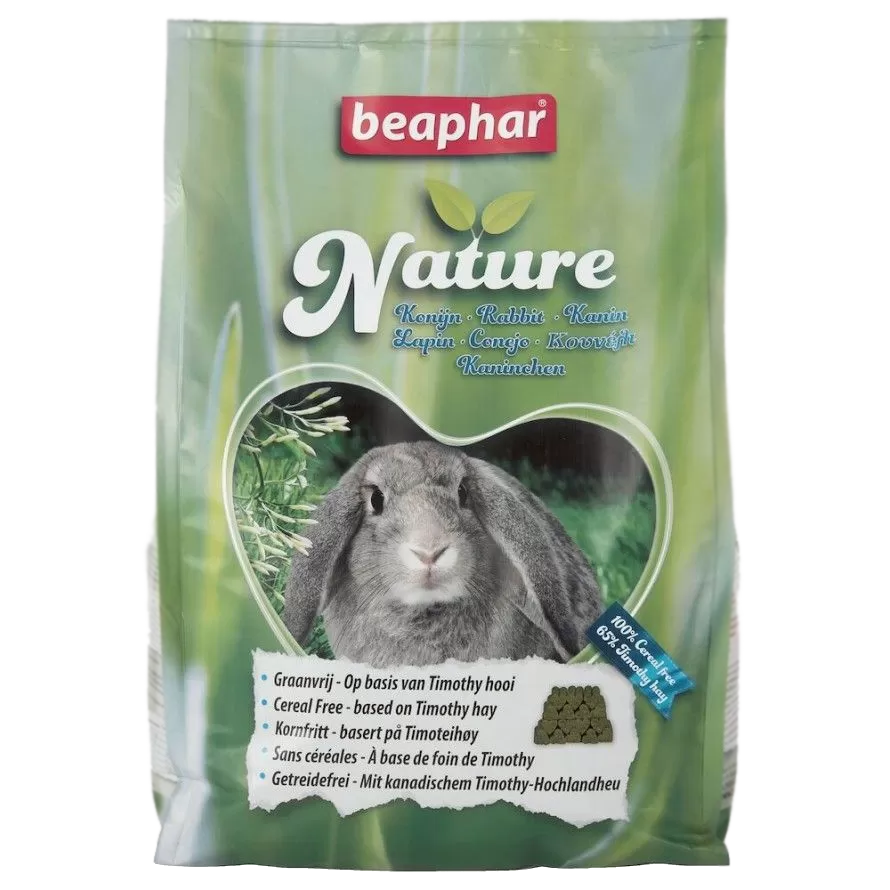 beaphar®
Nature
Konijn · Rabbit · Kanin
Lapin · Conejo · Κουνέλι
Kaninchen
100% Cereal free
65% Timothy hay
• Graanvrij - Op basis van Timothy hooi
• Cereal Free - based on Timothy hay
• Kornfritt - basert på Timoteihøy
• Sans céréales - À base de foin de Timothy
• Getreidefrei - Mit kanadischem Timothy-Hochlandheu